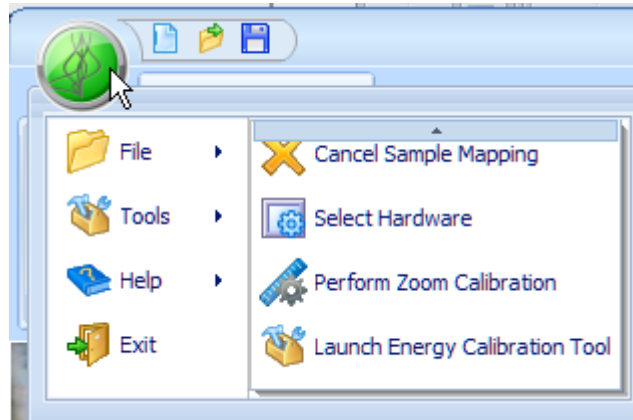 File
Tools
Help
Exit
Cancel Sample Mapping
Select Hardware
Perform Zoom Calibration
Launch Energy Calibration Tool